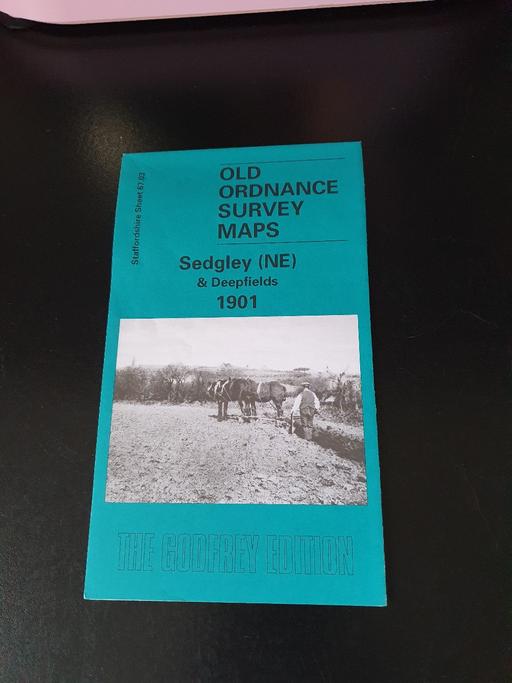 Staffordshire Sheet 67.03
OLD
ORDNANCE
SURVEY
MAPS
Sedgley (NE)
& Deepfields
1901
THE GODFREY EDITION